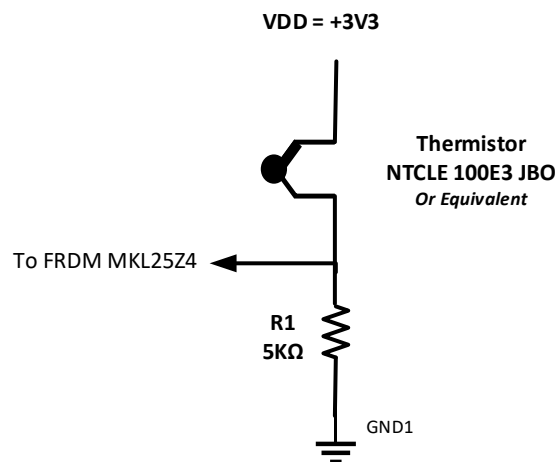 VDD = +3V3
Thermistor
NTCLE 100E3 JBO
Or Equivalent
To FRDM MKL25Z4
R1
5KΩ
GND1